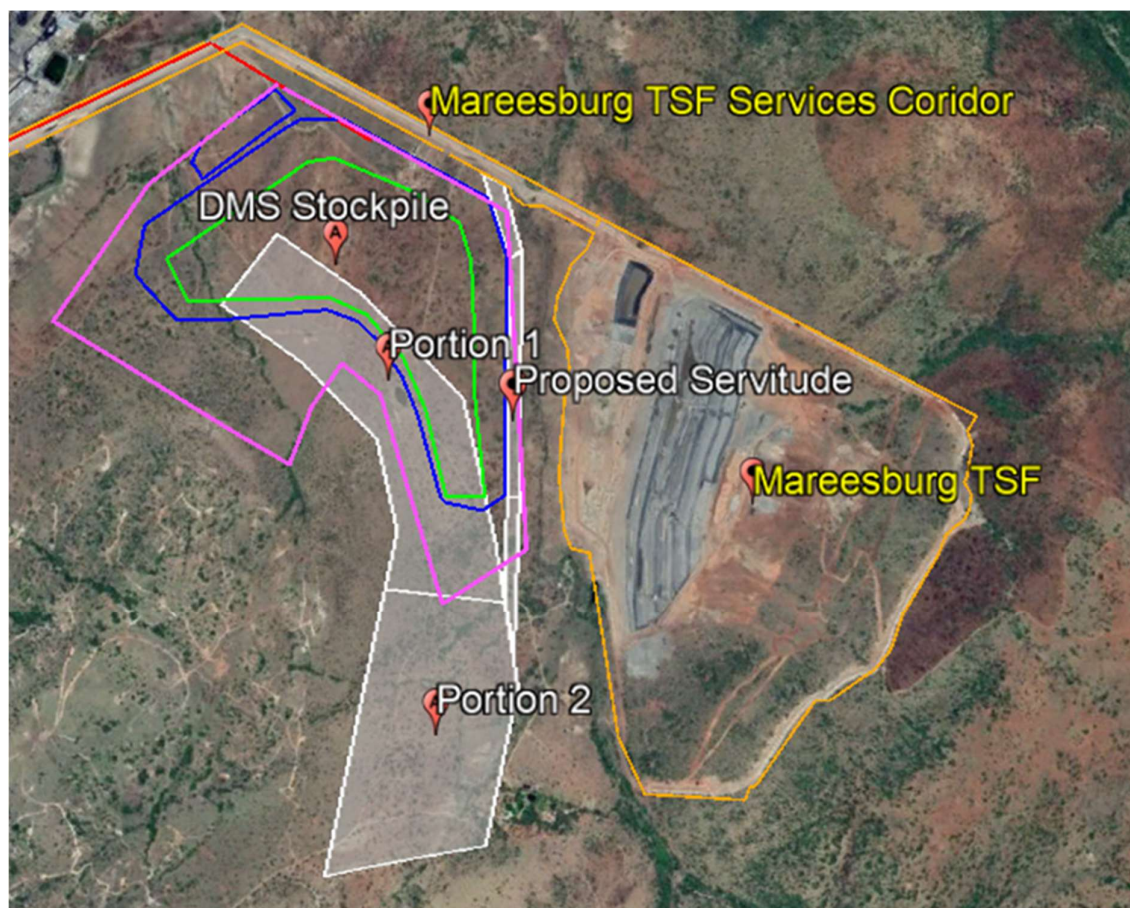 Mareesburg TSF Services Coridor
DMS Stockpile
Portion 1
Proposed Servitude
Mareesburg TSF
Portion 2